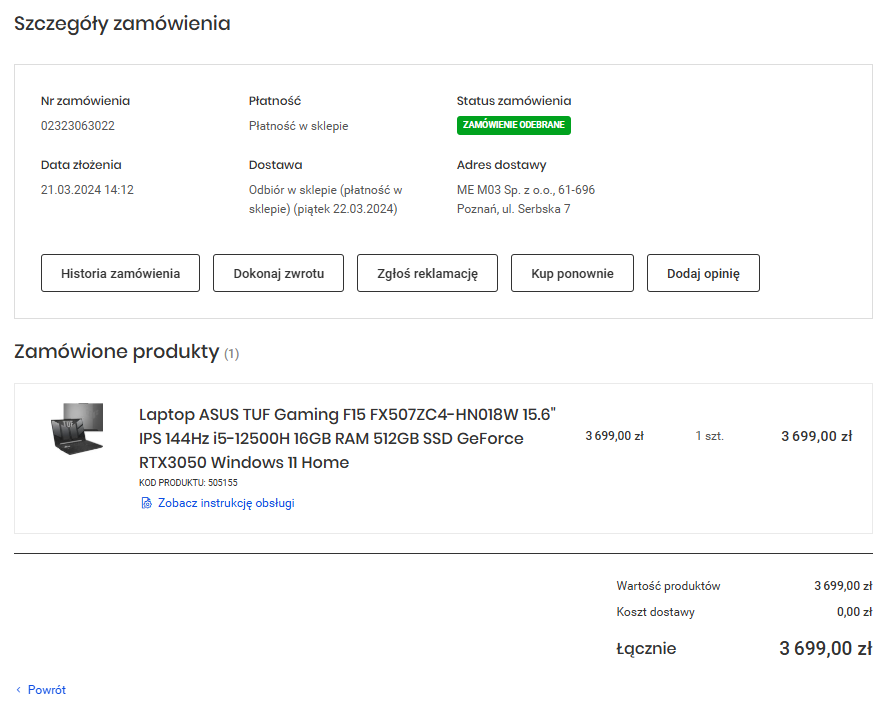 Szczegóły zamówienia
Nr zamówienia
02323063022
Płatność
Płatność w sklepie
Status zamówienia
ZAMÓWIENIE ODEBRANE
Data złożenia
21.03.2024 14:12
Dostawa
Odbiór w sklepie (płatność w
sklepie) (piątek 22.03.2024)
Adres dostawy
ME M03 Sp. z o.o., 61-696
Poznań, ul. Serbska 7
Historia zamówienia
Dokonaj zwrotu
Zgłoś reklamację
Kup ponownie
Dodaj opinię
Zamówione produkty (1)
Laptop ASUS TUF Gaming F15 FX507ZC4-HN018W 15.6"
IPS 144Hz i5-12500H 16GB RAM 512GB SSD GeForce
RTX3050 Windows 11 Home
KOD PRODUKTU: 505155
Zobacz instrukcję obsługi
3 699,00 zł
1 szt.
3 699,00 zł
Wartość produktów 3 699,00 zł
Koszt dostawy 0,00 zł
Łącznie 3 699,00 zł
Powrót